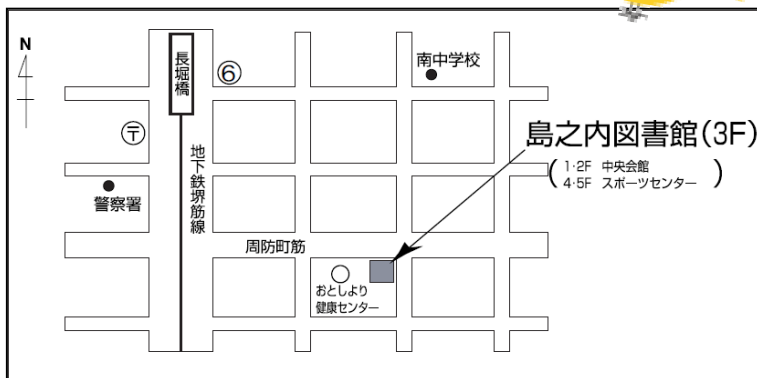 N
長堀橋
⑥
南中学校
〒
地下鉄堺筋線
島之内図書館(3F)
(1·2F 中央会館
4·5F スポーツセンター)
警察署
周防町筋
おとしより
健康センター